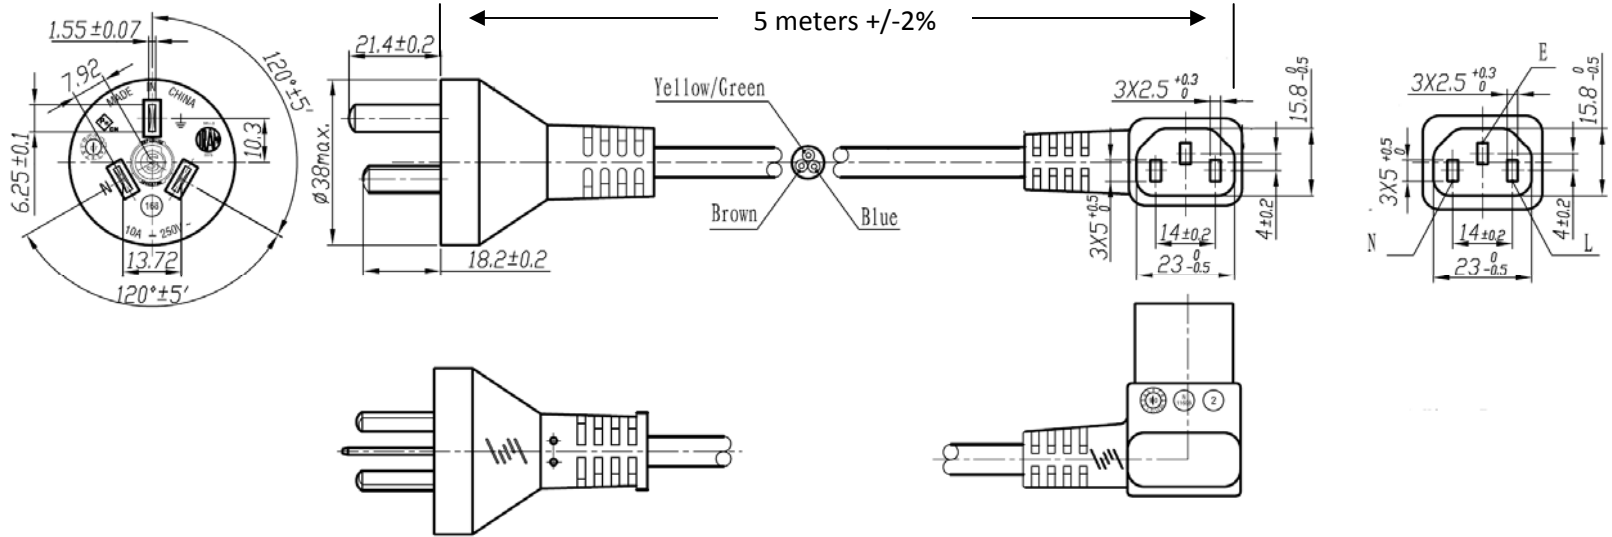 5 meters +/-2%
1.55±0.07
7.92
120°±5′
MADE IN CHINA
6.25±0.1
10.3
N
168
10A 250V~
13.72
120°±5′
21.4±0.2
Ø38max.
18.2±0.2
Yellow/Green
Brown
Blue
3X2.5 +0.3 0
15.8 0 -0.5
3X5 +0.5 0
14±0.2
4±0.2
23 0 -0.5
E
3X2.5 +0.3 0
15.8 0 -0.5
3X5 +0.5 0
N
14±0.2
L
4±0.2
23 0 -0.5
2